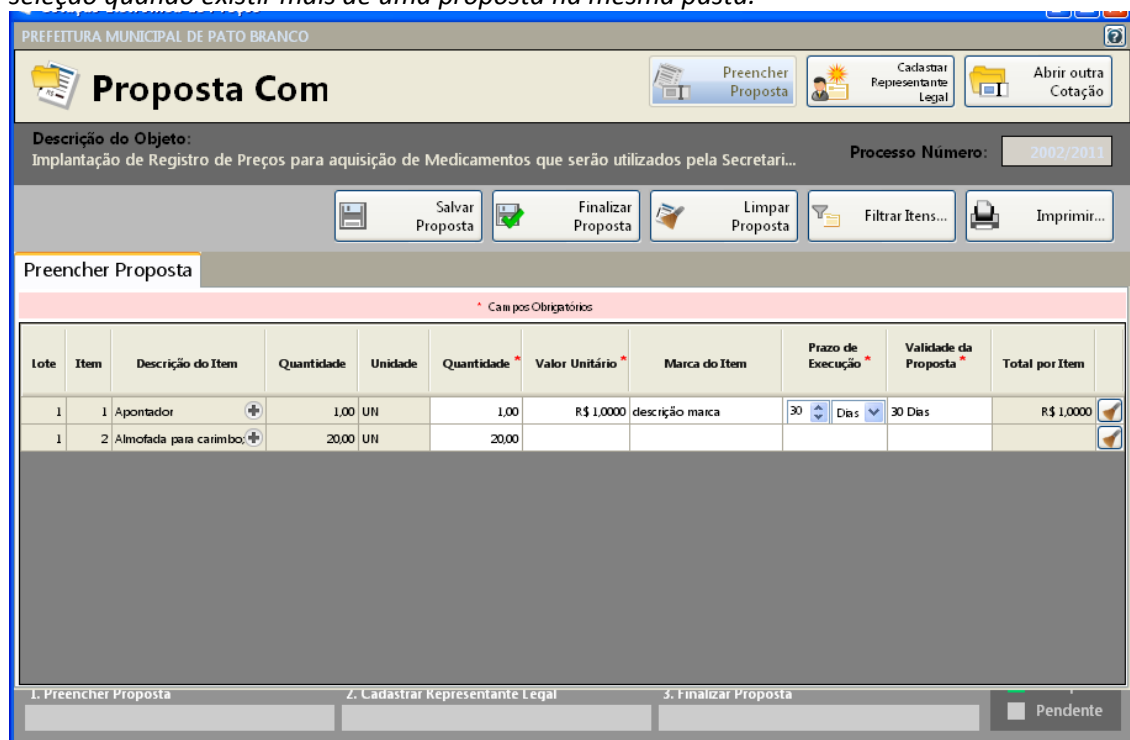 seleção quando existir mais de uma proposta na mesma pasta.
PREFEITURA MUNICIPAL DE PATO BRANCO
Proposta Com
Preencher Proposta
Cadastrar Representante Legal
Abrir outra Cotação
Descrição do Objeto:
Implantação de Registro de Preços para aquisição de Medicamentos que serão utilizados pela Secretari...
Processo Número: 2002/2011
Salvar Proposta
Finalizar Proposta
Limpar Proposta
Filtrar Itens...
Imprimir...
Preencher Proposta
* Campos Obrigatórios
Lote Item Descrição do Item Quantidade Unidade Quantidade * Valor Unitário * Marca do Item Prazo de Execução * Validade da Proposta * Total por Item
1 1 Apontador 1,00 UN 1,00 R$ 1,0000 descrição marca 30 Dias 30 Dias R$ 1,0000
1 2 Almofada para carimbo; 20,00 UN 20,00
1. Preencher Proposta 2. Cadastrar Representante Legal 3. Finalizar Proposta
Pendente